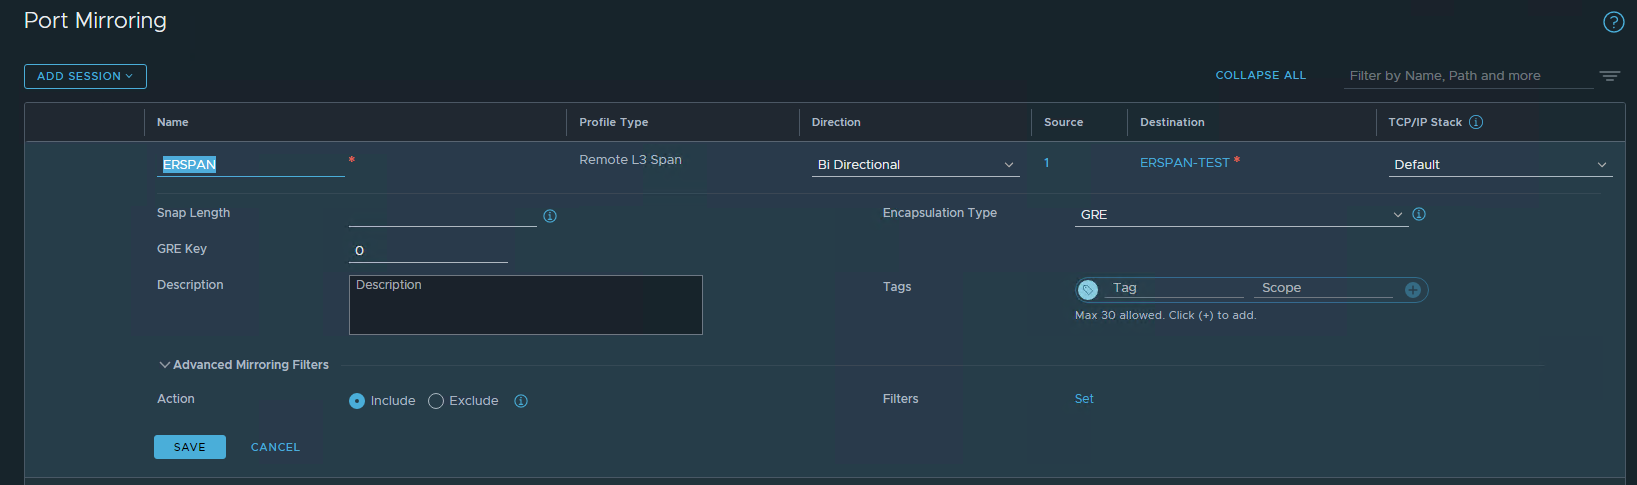 Port Mirroring
?
ADD SESSION
COLLAPSE ALL
Filter by Name, Path and more
Name Profile Type Direction Source Destination TCP/IP Stack
ERSPAN * Remote L3 Span Bi Directional 1 ERSPAN-TEST * Default
Snap Length Encapsulation Type GRE
GRE Key 0
Description Description Tags Tag Scope
Max 30 allowed. Click (+) to add.
Advanced Mirroring Filters
Action Include Exclude Filters Set
SAVE CANCEL